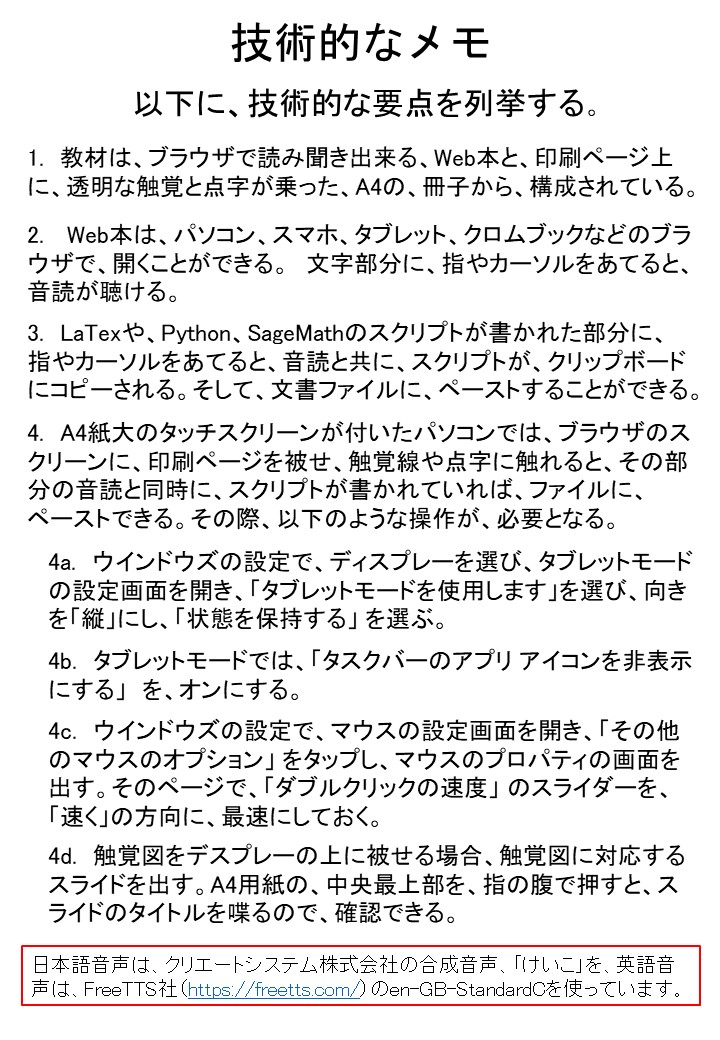 技術的なメモ
以下に、技術的な要点を列挙する。
1. 教材は、ブラウザで読み聞き出来る、Web本と、印刷ページ上
に、透明な触覚と点字が乗った、A4の、冊子から、構成されている。
2. Web本は、パソコン、スマホ、タブレット、クロムブックなどのブラ
ウザで、開くことができる。 文字部分に、指やカーソルをあてると、
音読が聴ける。
3. LaTexや、Python、SageMathのスクリプトが書かれた部分に、
指やカーソルをあてると、音読と共に、スクリプトが、クリップボード
にコピーされる。そして、文書ファイルに、ペーストすることができる。
4. A4紙大のタッチスクリーンが付いたパソコンでは、ブラウザのス
クリーンに、印刷ページを被せ、触覚線や点字に触れると、その部
分の音読と同時に、スクリプトが書かれていれば、ファイルに、
ペーストできる。その際、以下のような操作が、必要となる。
4a. ウインドウズの設定で、ディスプレーを選び、タブレットモード
の設定画面を開き、「タブレットモードを使用します」を選び、向き
を「縦」にし、「状態を保持する」 を選ぶ。
4b. タブレットモードでは、「タスクバーのアプリ アイコンを非表示
にする」 を、オンにする。
4c. ウインドウズの設定で、マウスの設定画面を開き、「その他
のマウスのオプション」 をタップし、マウスのプロパティの画面を
出す。そのページで、「ダブルクリックの速度」 のスライダーを、
「速く」の方向に、最速にしておく。
4d. 触覚図をデスプレーの上に被せる場合、触覚図に対応する
スライドを出す。A4用紙の、中央最上部を、指の腹で押すと、ス
ライドのタイトルを喋るので、確認できる。
日本語音声は、クリエートシステム株式会社の合成音声、「けいこ」を、英語音
声は、FreeTTS社（https://freetts.com/）のen-GB-StandardCを使っています。